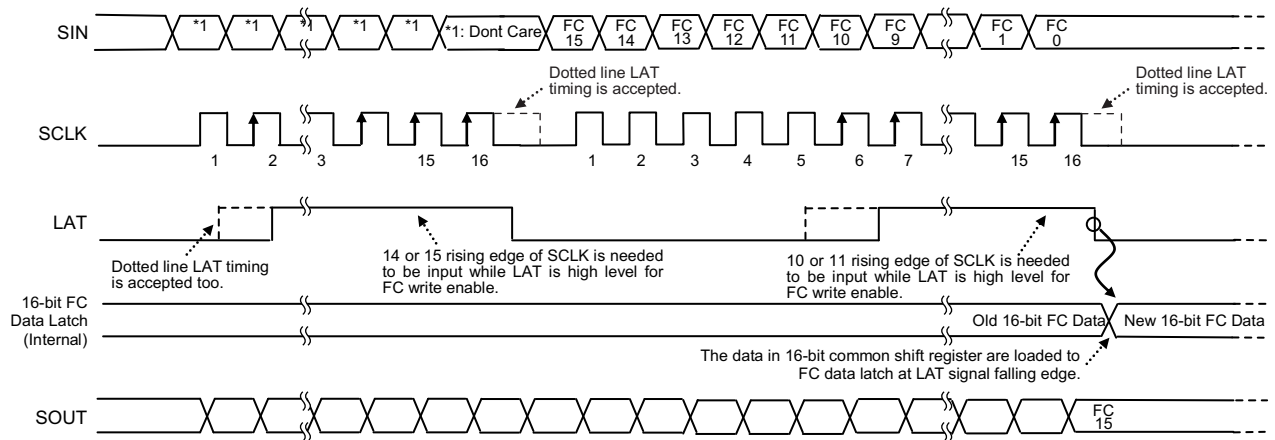 SIN
*1 *1 *1 *1 *1 *1: Dont Care FC 15 FC 14 FC 13 FC 12 FC 11 FC 10 FC 9 FC 1 FC 0
Dotted line LAT
timing is accepted.
Dotted line LAT
timing is accepted.
SCLK
1 2 3 15 16 1 2 3 4 5 6 7 15 16
LAT
Dotted line LAT timing
is accepted too.
14 or 15 rising edge of SCLK is needed
to be input while LAT is high level for
FC write enable.
10 or 11 rising edge of SCLK is needed
to be input while LAT is high level for
FC write enable.
16-bit FC
Data Latch
(Internal)
Old 16-bit FC Data New 16-bit FC Data
The data in 16-bit common shift register are loaded to
FC data latch at LAT signal falling edge.
SOUT
FC
15